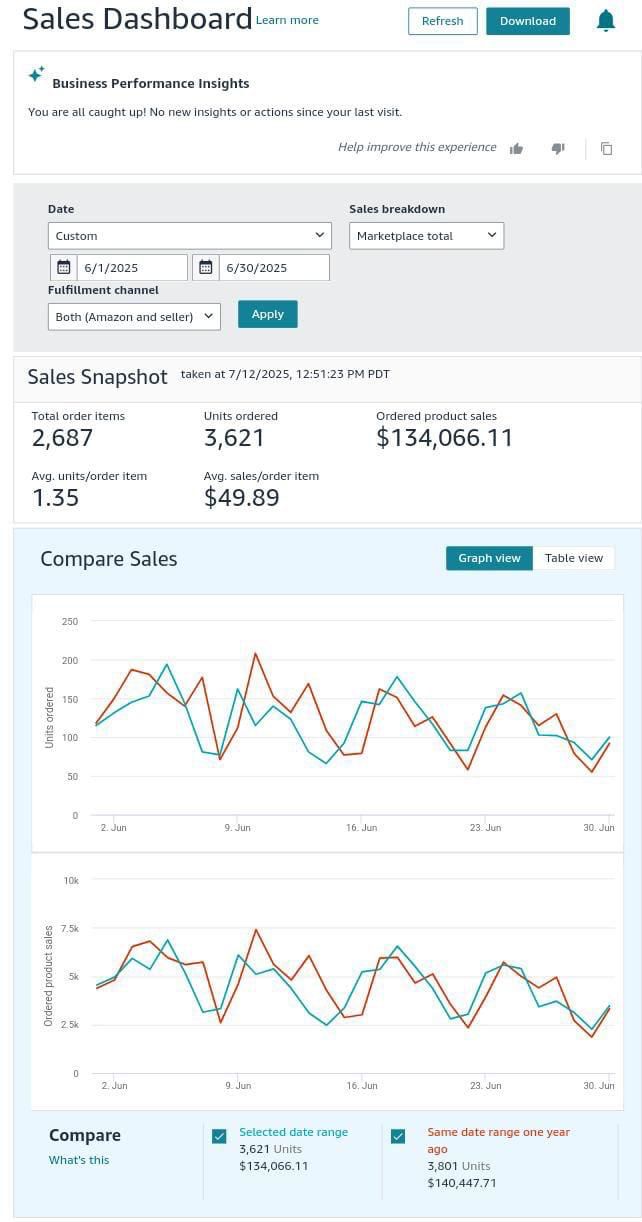 Sales Dashboard Learn more Refresh Download
Business Performance Insights
You are all caught up! No new insights or actions since your last visit.
Help improve this experience
Date Sales breakdown
Custom Marketplace total
6/1/2025 6/30/2025
Fulfillment channel
Both (Amazon and seller) Apply
Sales Snapshot taken at 7/12/2025, 12:51:23 PM PDT
Total order items Units ordered Ordered product sales
2,687 3,621 $134,066.11
Avg. units/order item Avg. sales/order item
1.35 $49.89
Compare Sales Graph view Table view
250
200
150
100
50
0
Units ordered
2. Jun 9. Jun 16. Jun 23. Jun 30. Jun
10k
7.5k
5k
2.5k
0
Ordered product sales
2. Jun 9. Jun 16. Jun 23. Jun 30. Jun
Compare
What's this
Selected date range
3,621 Units
$134,066.11
Same date range one year
ago
3,801 Units
$140,447.71